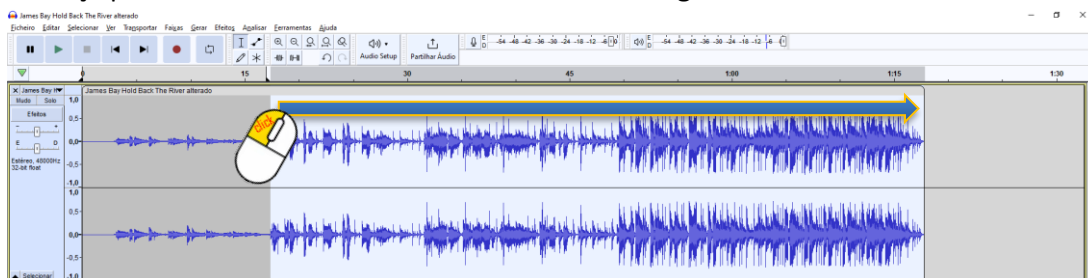 James Bay Hold Back The River alterado
Ficheiro Editar Selecionar Ver Transportar Faixas Gerar Efeitos Analisar Ferramentas Ajuda
Audio Setup Partilhar Áudio
E D -54 -48 -42 -36 -30 -24 -18 -12 -6 0
E D -54 -48 -42 -36 -30 -24 -18 -12 -6 0
0 15 30 45 1:00 1:15 1:30
James Bay H
James Bay Hold Back The River alterado
Mudo Solo
Efeitos
- +
E D
Estéreo, 48000Hz
32-bit float
Selecionar
1,0
0,5
0,0
-0,5
-1,0
1,0
0,5
0,0
-0,5
-1,0
Click